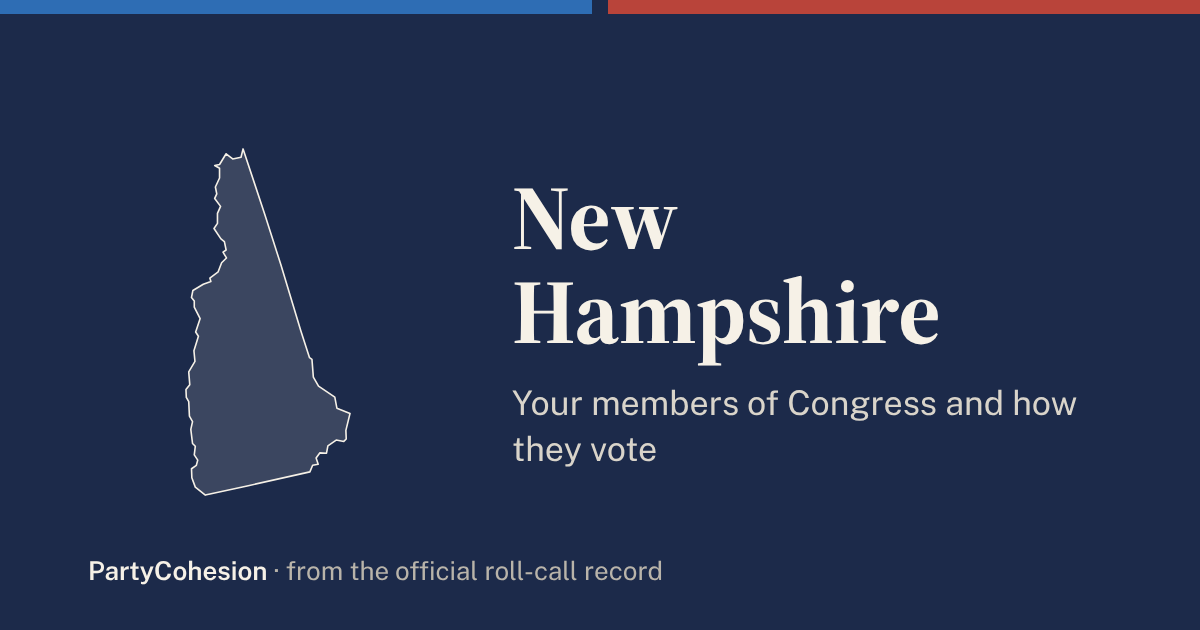 New
Hampshire
Your members of Congress and how
they vote
PartyCohesion · from the official roll-call record